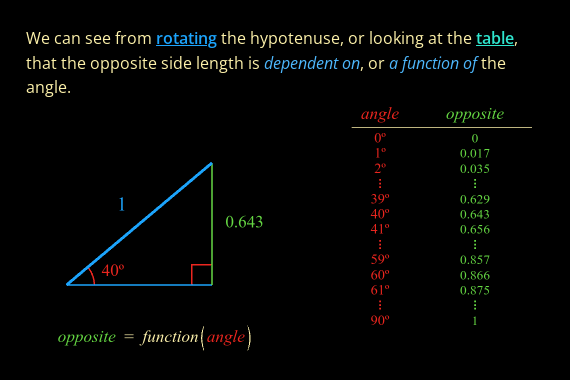 We can see from rotating the hypotenuse, or looking at the table,
that the opposite side length is dependent on, or a function of the
angle.
angle opposite
0º 0
1º 0.017
2º 0.035
⋮ ⋮
39º 0.629
40º 0.643
41º 0.656
⋮ ⋮
59º 0.857
60º 0.866
61º 0.875
⋮ ⋮
90º 1
1
0.643
40º
opposite = function(angle)